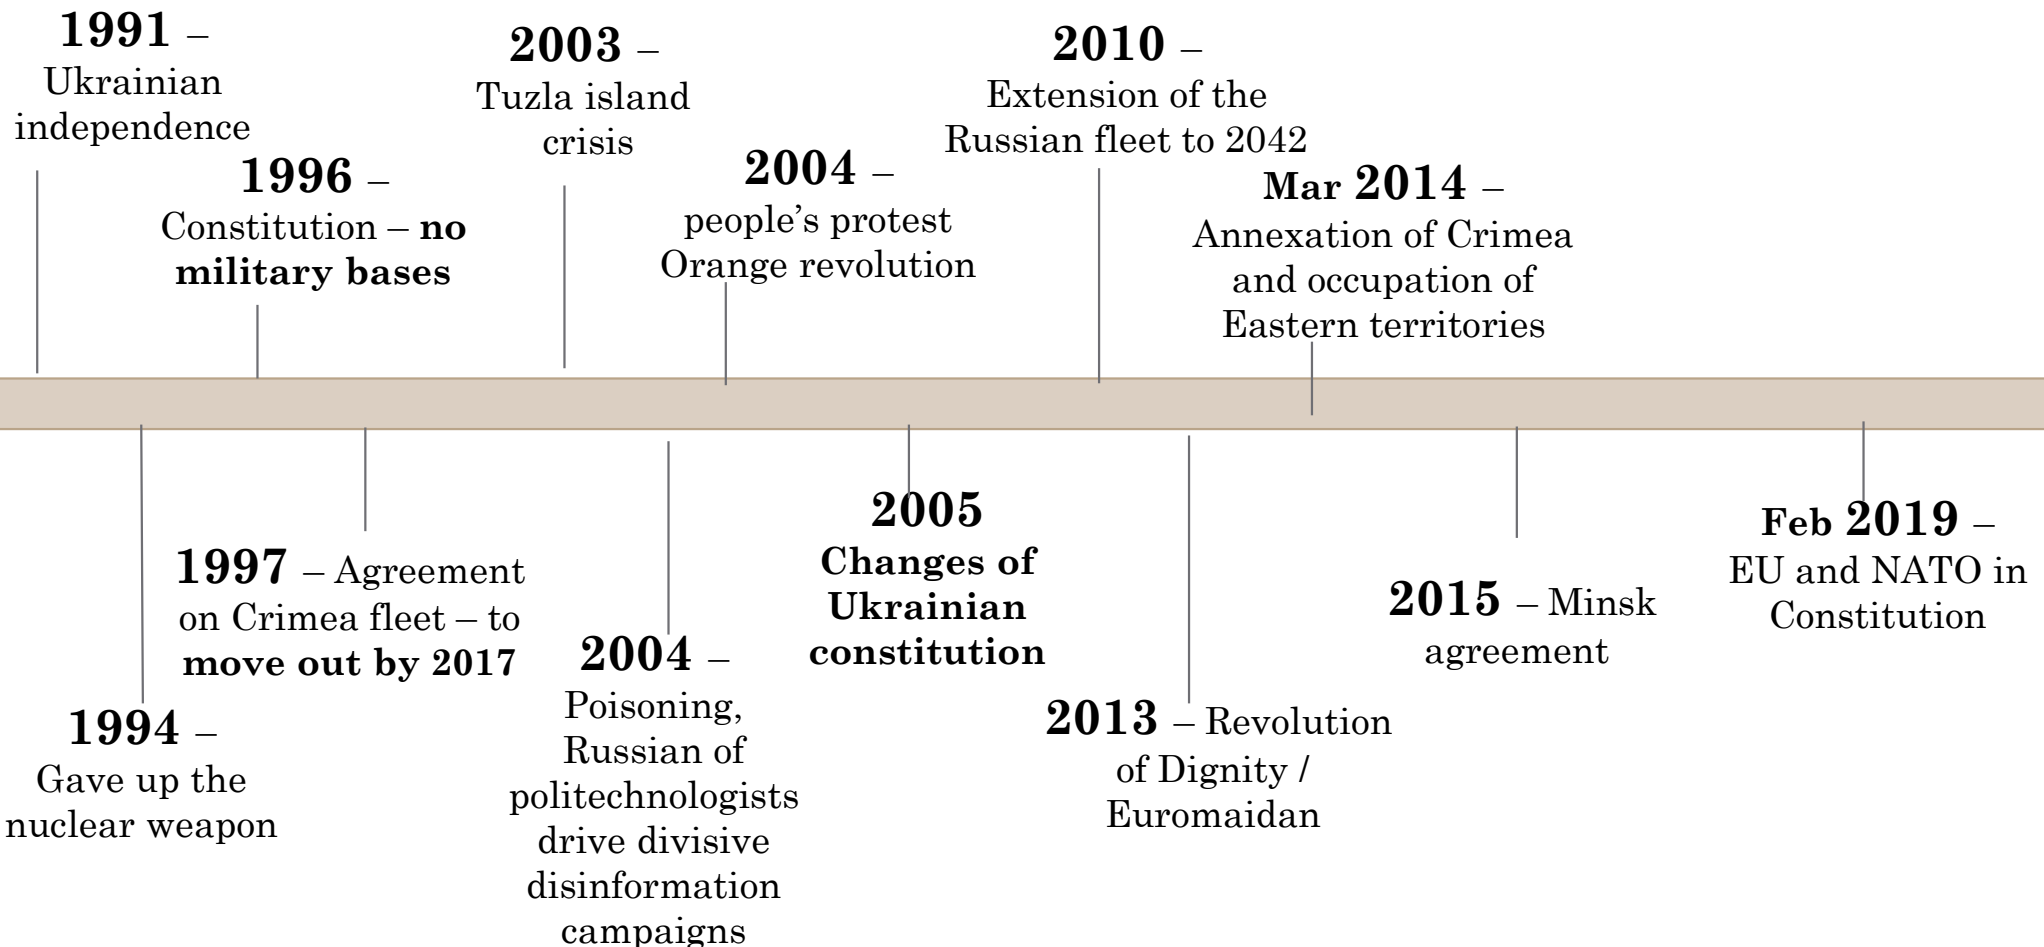 1991 –
Ukrainian
independence
1996 –
Constitution – no
military bases
2003 –
Tuzla island
crisis
2004 –
people’s protest
Orange revolution
2010 –
Extension of the
Russian fleet to 2042
Mar 2014 –
Annexation of Crimea
and occupation of
Eastern territories
1994 –
Gave up the
nuclear weapon
1997 – Agreement
on Crimea fleet – to
move out by 2017
2004 –
Poisoning,
Russian of
politechnologists
drive divisive
disinformation
campaigns
2005
Changes of
Ukrainian
constitution
2013 – Revolution
of Dignity /
Euromaidan
2015 – Minsk
agreement
Feb 2019 –
EU and NATO in
Constitution